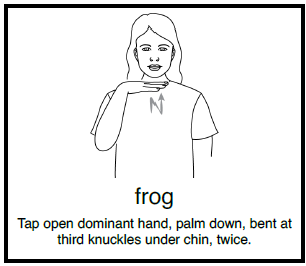 frog
Tap open dominant hand, palm down, bent at
third knuckles under chin, twice.